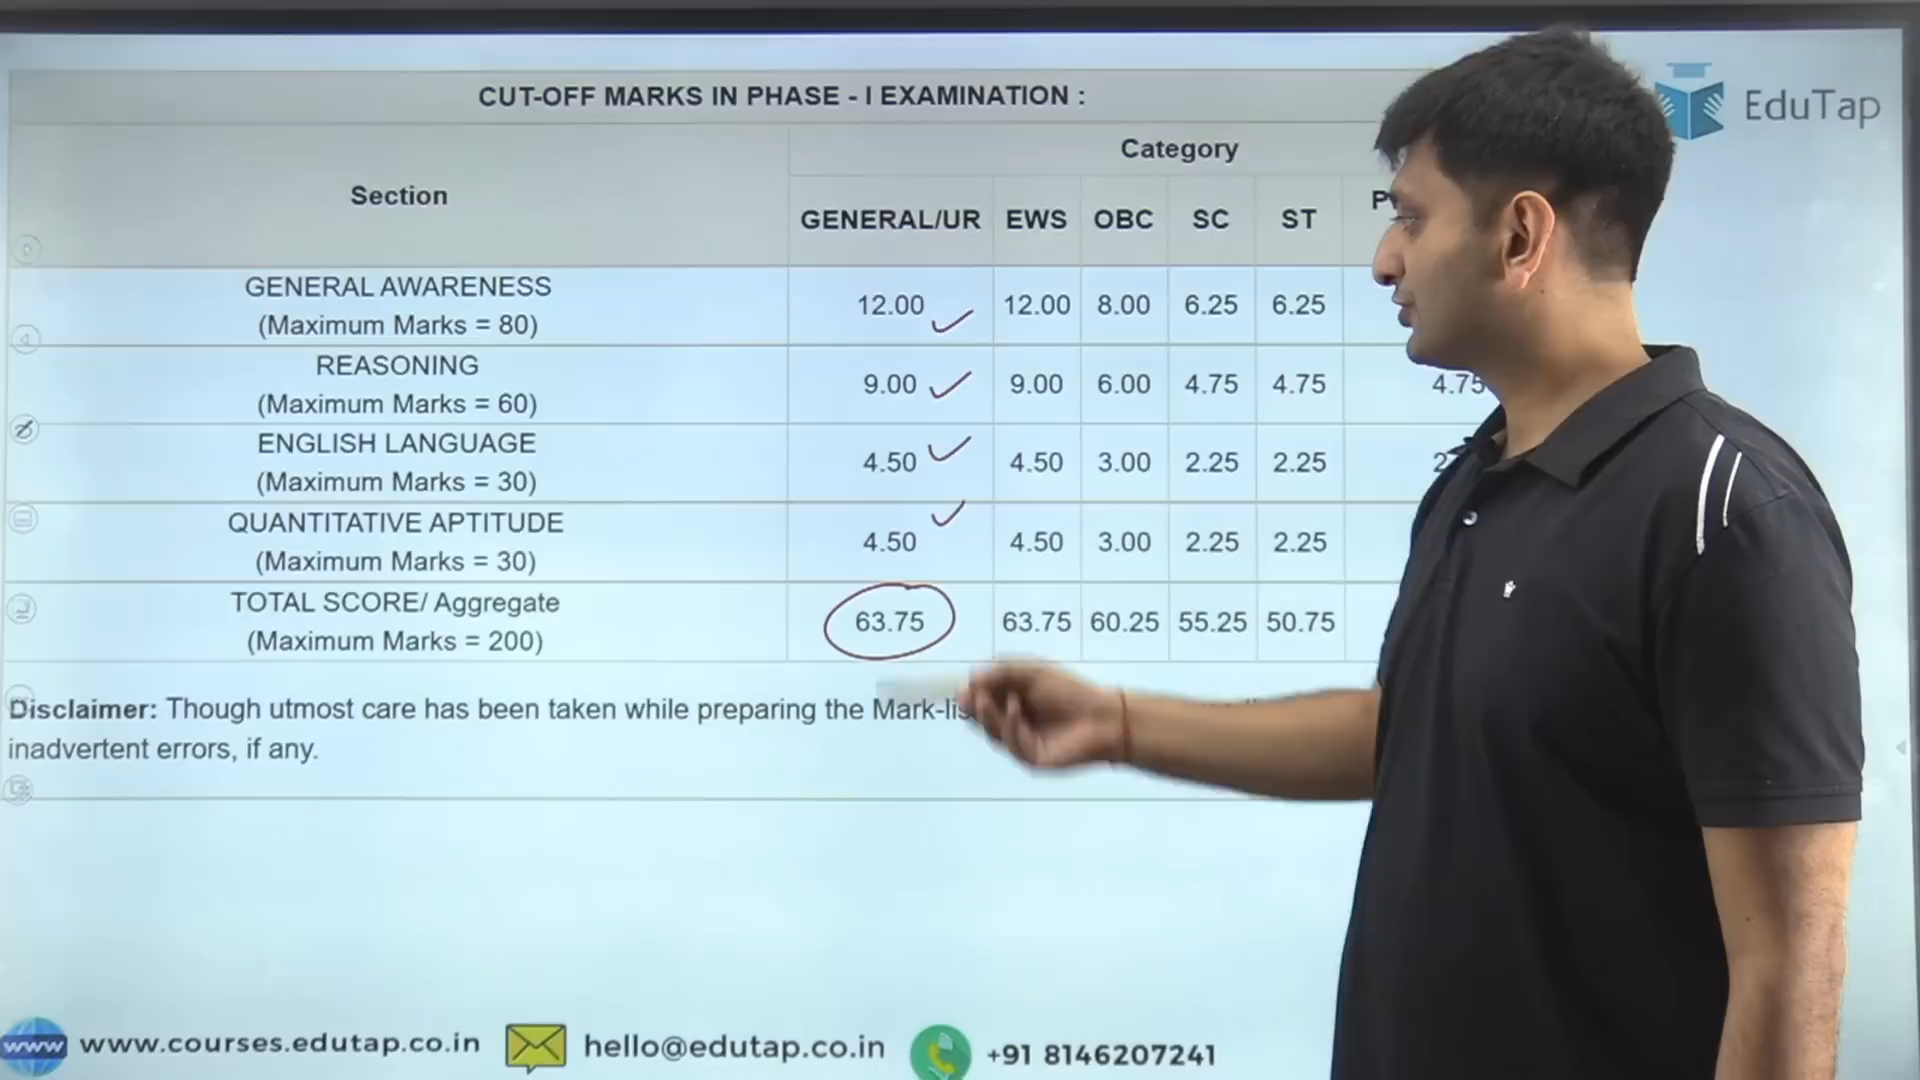 CUT-OFF MARKS IN PHASE - I EXAMINATION :
EduTap
Category
Section
GENERAL/UR EWS OBC SC ST
GENERAL AWARENESS
(Maximum Marks = 80)
12.00 12.00 8.00 6.25 6.25
REASONING
(Maximum Marks = 60)
9.00 9.00 6.00 4.75 4.75 4.75
ENGLISH LANGUAGE
(Maximum Marks = 30)
4.50 4.50 3.00 2.25 2.25
QUANTITATIVE APTITUDE
(Maximum Marks = 30)
4.50 4.50 3.00 2.25 2.25
TOTAL SCORE/ Aggregate
(Maximum Marks = 200)
63.75 63.75 60.25 55.25 50.75
Disclaimer: Though utmost care has been taken while preparing the
inadvertent errors, if any.
www www.courses.edutap.co.in hello@edutap.co.in +91 8146207241